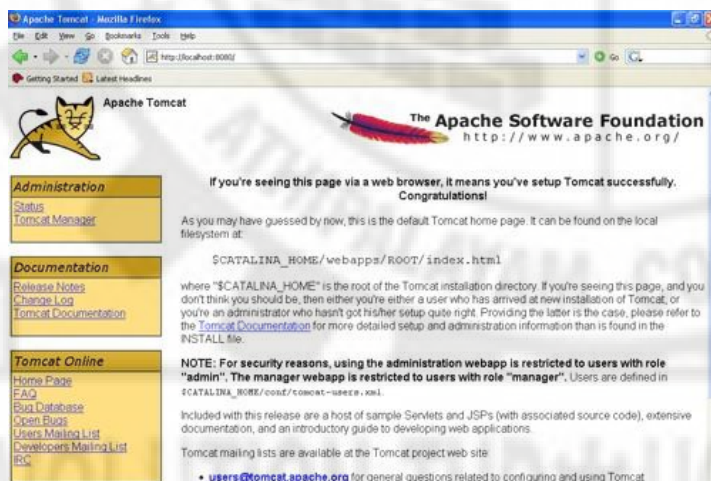 Apache Tomcat - Mozilla Firefox
File Edit View Go Bookmarks Tools Help
http://localhost:8080/
Go
Getting Started Latest Headlines
Apache Tomcat
The Apache Software Foundation
http://www.apache.org/
Administration
Status
Tomcat Manager
Documentation
Release Notes
Change Log
Tomcat Documentation
Tomcat Online
Home Page
FAQ
Bug Database
Open Bugs
Users Mailing List
Developers Mailing List
IRC
If you're seeing this page via a web browser, it means you've setup Tomcat successfully.
Congratulations!
As you may have guessed by now, this is the default Tomcat home page. It can be found on the local
filesystem at:
$CATALINA_HOME/webapps/ROOT/index.html
where "$CATALINA_HOME" is the root of the Tomcat installation directory. If you're seeing this page, and you
don't think you should be, then either you're either a user who has arrived at new installation of Tomcat, or
you're an administrator who hasn't got his/her setup quite right. Providing the latter is the case, please refer to
the Tomcat Documentation for more detailed setup and administration information than is found in the
INSTALL file.
NOTE: For security reasons, using the administration webapp is restricted to users with role
"admin". The manager webapp is restricted to users with role "manager". Users are defined in
$CATALINA_HOME/conf/tomcat-users.xml.
Included with this release are a host of sample Servlets and JSPs (with associated source code), extensive
documentation, and an introductory guide to developing web applications.
Tomcat mailing lists are available at the Tomcat project web site:
• users@tomcat.apache.org for general questions related to configuring and using Tomcat